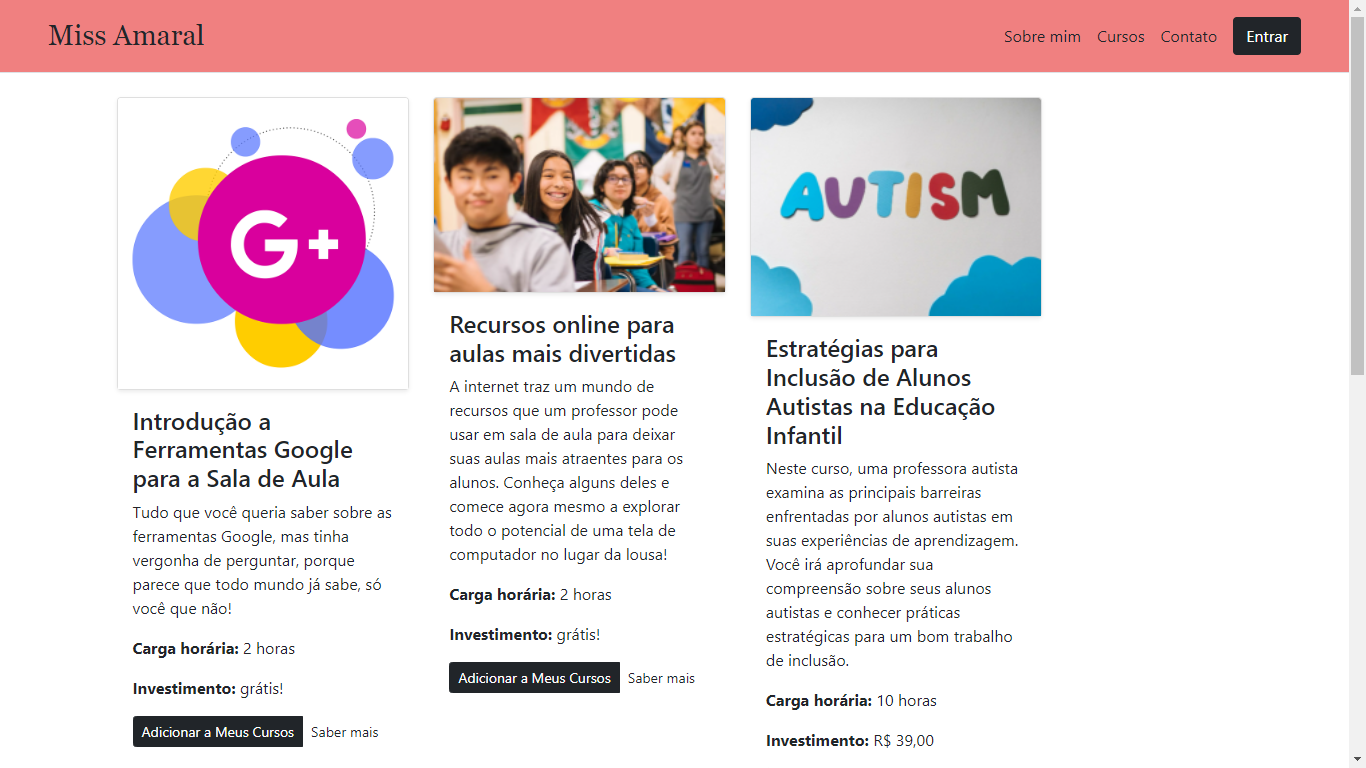 Miss Amaral
Sobre mim
Cursos
Contato
Entrar
G+
Introdução a
Ferramentas Google
para a Sala de Aula
Tudo que você queria saber sobre as
ferramentas Google, mas tinha
vergonha de perguntar, porque
parece que todo mundo já sabe, só
você que não!
Carga horária: 2 horas
Investimento: grátis!
Adicionar a Meus Cursos
Saber mais
Recursos online para
aulas mais divertidas
A internet traz um mundo de
recursos que um professor pode
usar em sala de aula para deixar
suas aulas mais atraentes para os
alunos. Conheça alguns deles e
comece agora mesmo a explorar
todo o potencial de uma tela de
computador no lugar da lousa!
Carga horária: 2 horas
Investimento: grátis!
Adicionar a Meus Cursos
Saber mais
AUTISM
Estratégias para
Inclusão de Alunos
Autistas na Educação
Infantil
Neste curso, uma professora autista
examina as principais barreiras
enfrentadas por alunos autistas em
suas experiências de aprendizagem.
Você irá aprofundar sua
compreensão sobre seus alunos
autistas e conhecer práticas
estratégicas para um bom trabalho
de inclusão.
Carga horária: 10 horas
Investimento: R$ 39,00